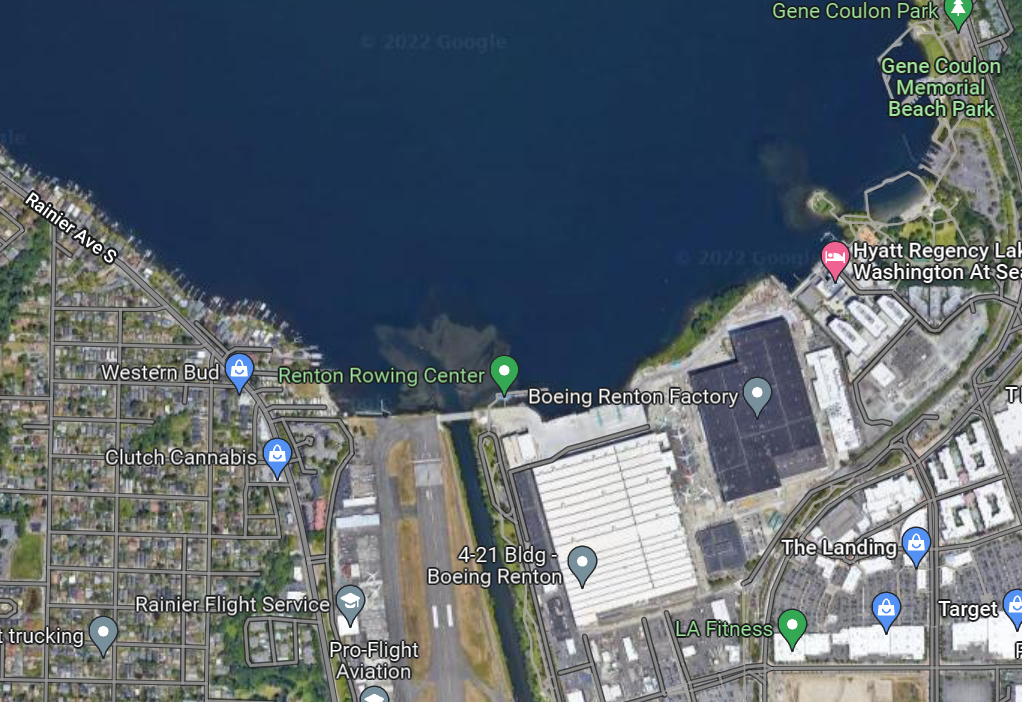 Gene Coulon Park
© 2022 Google
Gene Coulon
Memorial
Beach Park
Rainier Ave S
© 2022 Google
Hyatt Regency Lak
Washington At Sea
Western Bud
Renton Rowing Center
Boeing Renton Factory
Clutch Cannabis
The Landing
4-21 Bldg -
Boeing Renton
Rainier Flight Service
Target
t trucking
LA Fitness
Pro-Flight
Aviation